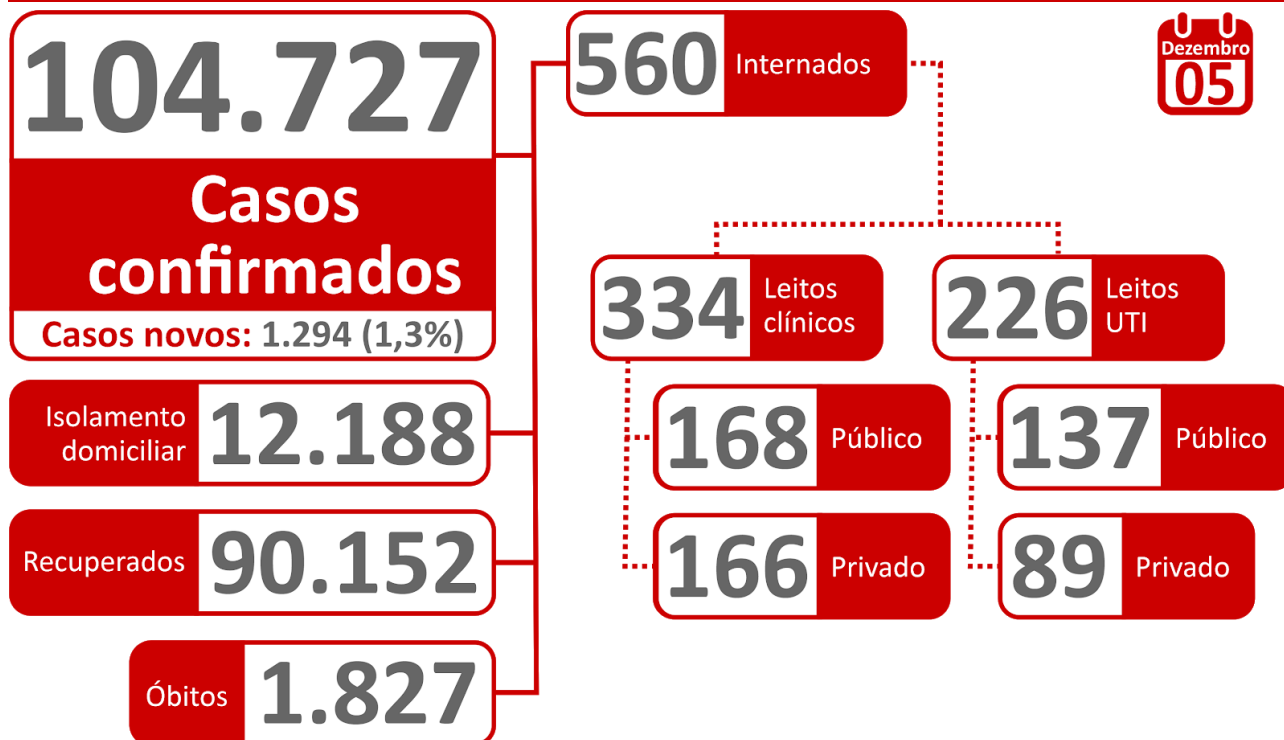 104.727
Casos
confirmados
Casos novos: 1.294 (1,3%)
560
Internados
Dezembro
05
334
Leitos
clínicos
226
Leitos
UTI
168
Público
137
Público
166
Privado
89
Privado
Isolamento
domiciliar
12.188
Recuperados
90.152
Óbitos
1.827